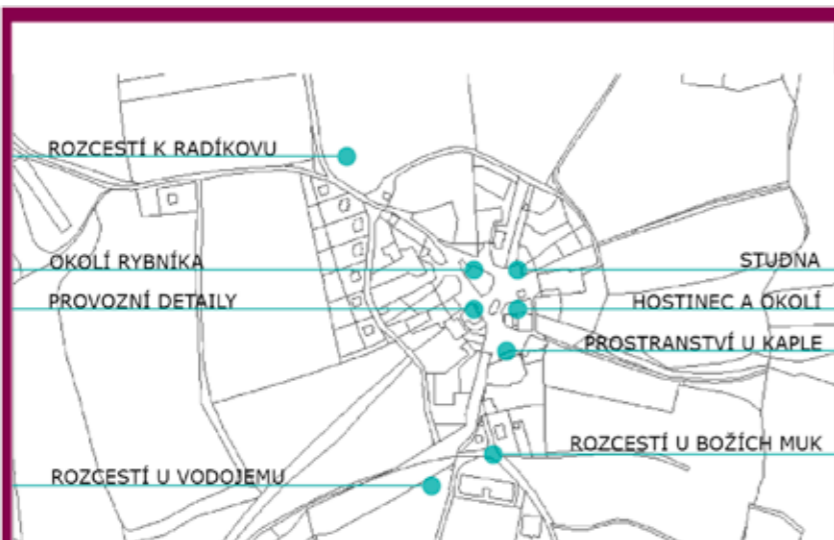 ROZCESTÍ K RADÍKOVU
OKOLÍ RYBNÍKA
STUDNA
PROVOZNÍ DETAILY
HOSTINEC A OKOLÍ
PROSTRANSTVÍ U KAPLE
ROZCESTÍ U BOŽÍCH MUK
ROZCESTÍ U VODOJEMU